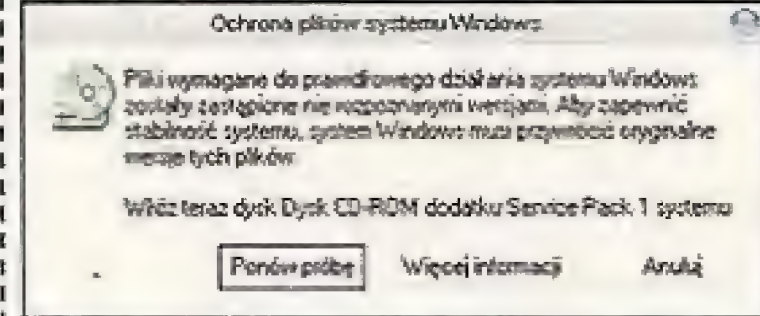 Ochrona plików systemu Windows
Pliki wymagane do prawidłowego działania systemu Windows
zostały zastąpione nie rozpoznanymi wersjami. Aby zapewnić
stabilność systemu, system Windows musi przywrócić oryginalne
wersje tych plików.
Włóż teraz dysk Dysk CD-ROM dodatku Service Pack 1 systemu
Ponów próbę
Więcej informacji
Anuluj